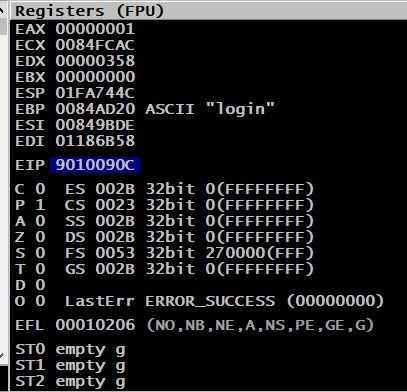 Registers (FPU)
EAX 00000001
ECX 0084FCAC
EDX 00000358
EBX 00000000
ESP 01FA744C
EBP 0084AD20 ASCII "login"
ESI 00849BDE
EDI 01186B58
EIP 9010090C
C 0 ES 002B 32bit 0(FFFFFFFF)
P 1 CS 0023 32bit 0(FFFFFFFF)
A 0 SS 002B 32bit 0(FFFFFFFF)
Z 0 DS 002B 32bit 0(FFFFFFFF)
S 0 FS 0053 32bit 270000(FFF)
T 0 GS 002B 32bit 0(FFFFFFFF)
D 0
O 0 LastErr ERROR_SUCCESS (00000000)
EFL 00010206 (NO,NB,NE,A,NS,PE,GE,G)
ST0 empty g
ST1 empty g
ST2 empty g